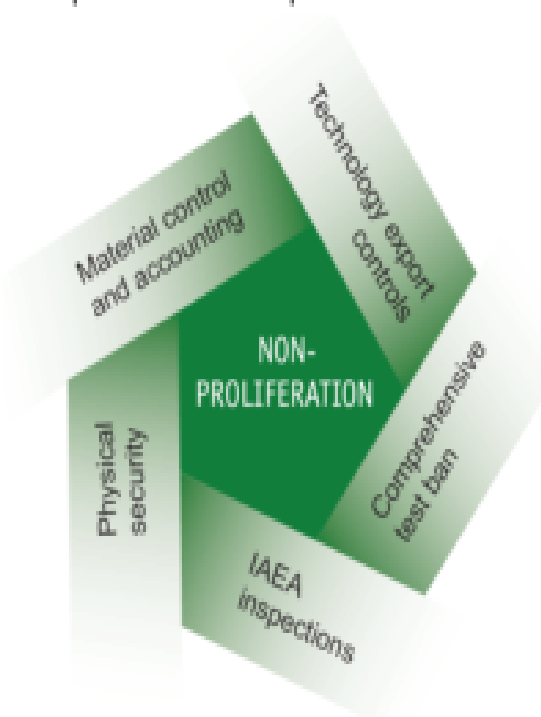 Technology export
controls
Material control
and accounting
NON-
PROLIFERATION
Comprehensive
test ban
Physical
security
IAEA
inspections